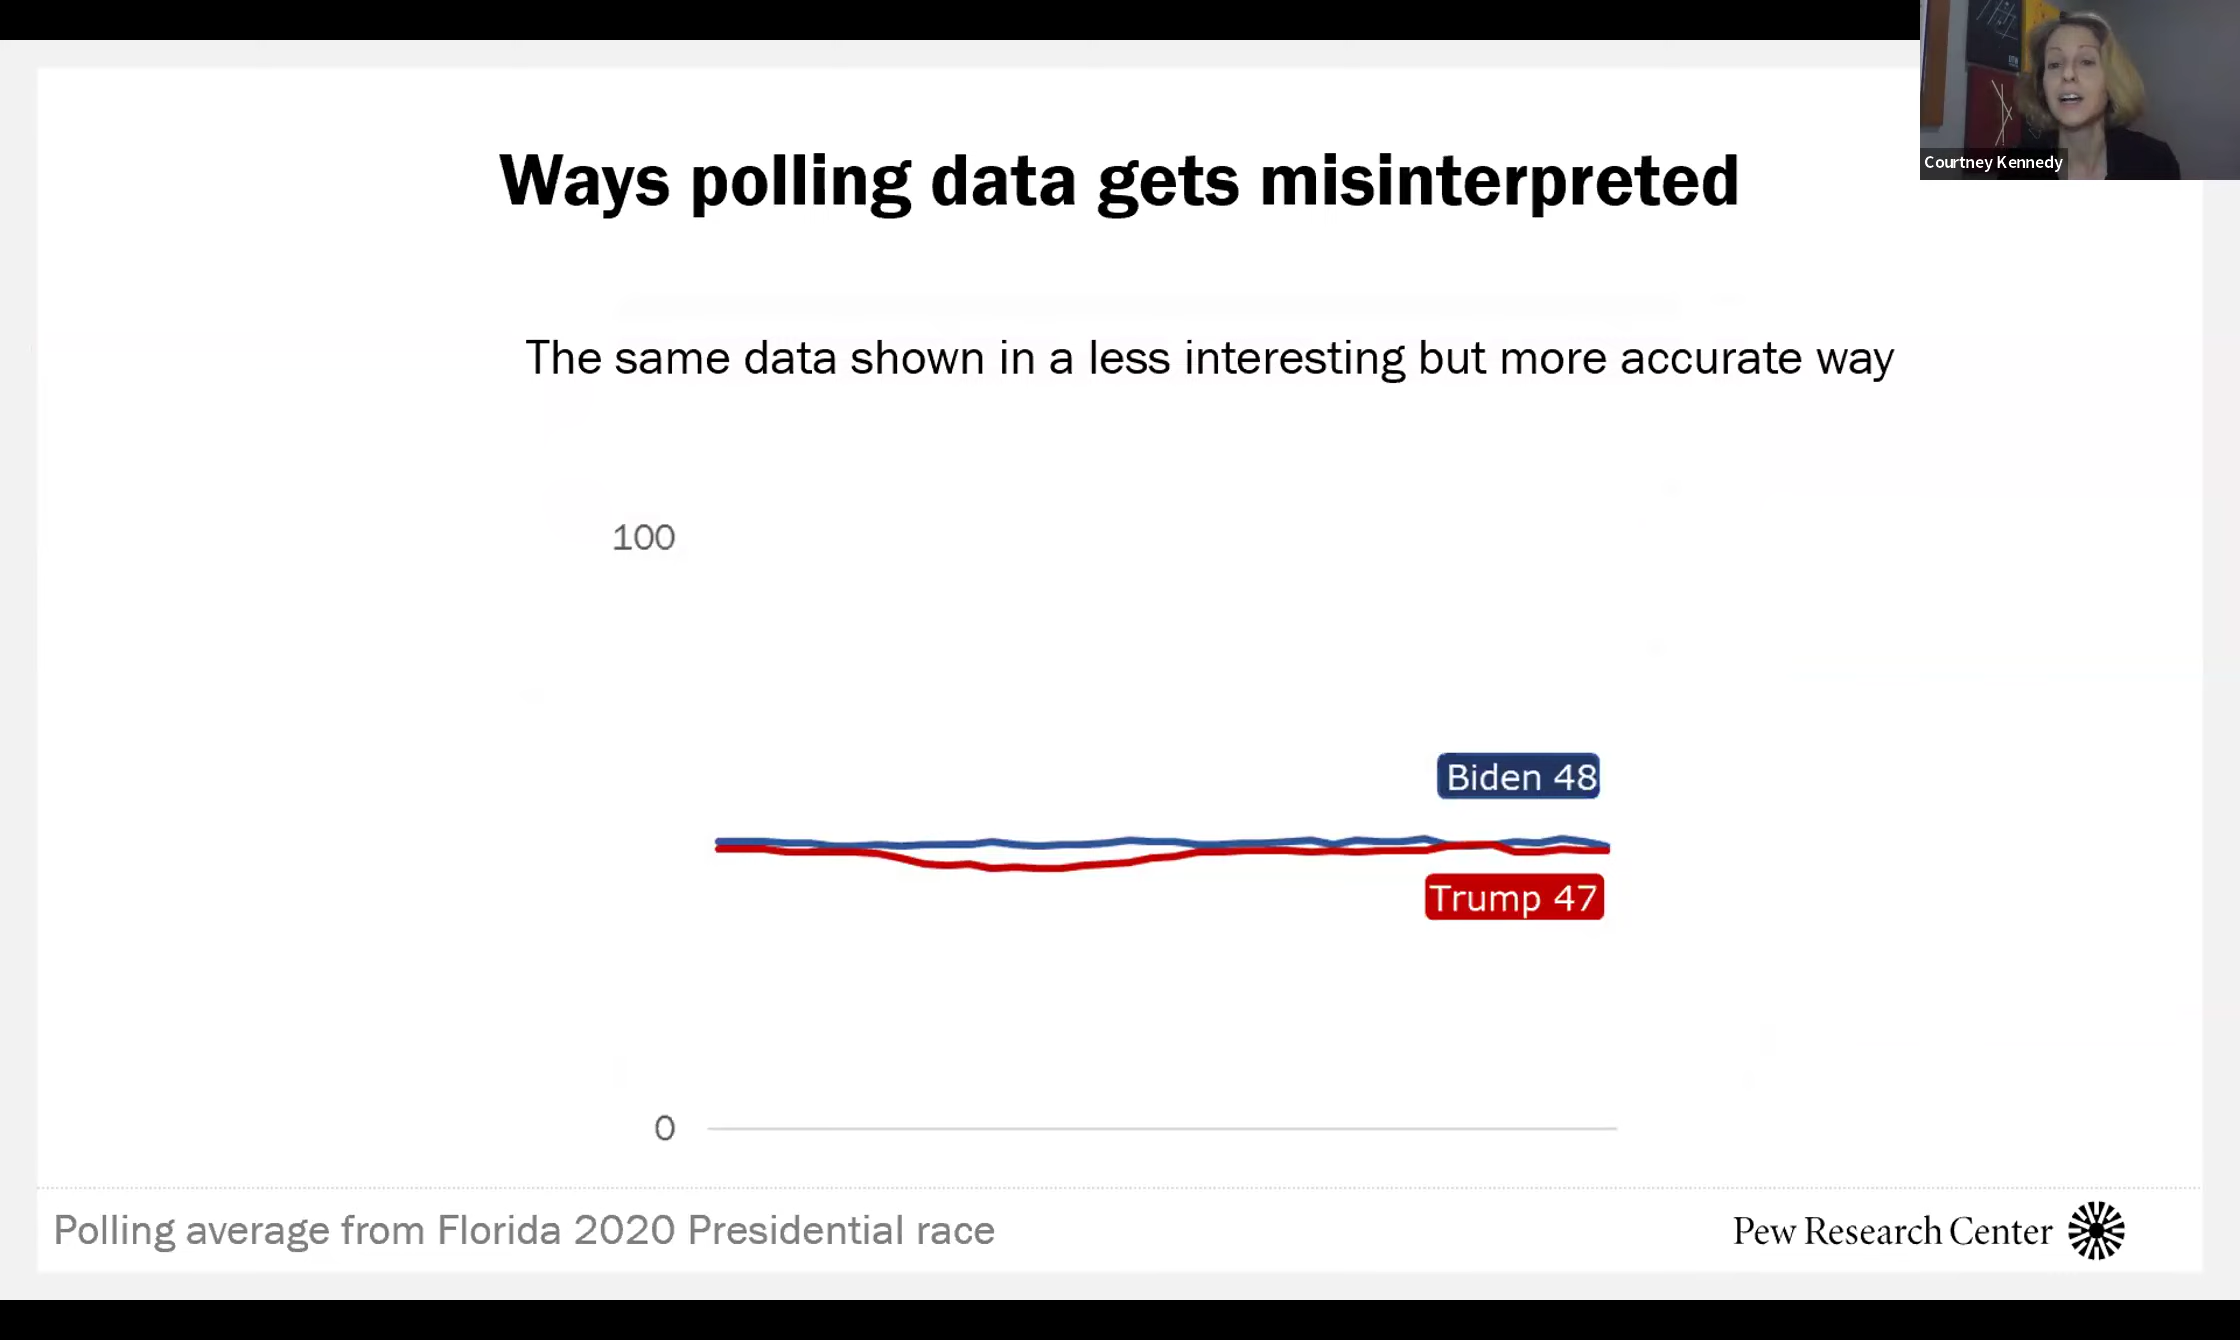 Ways polling data gets misinterpreted
Courtney Kennedy
The same data shown in a less interesting but more accurate way
100
Biden 48
Trump 47
0
Polling average from Florida 2020 Presidential race
Pew Research Center